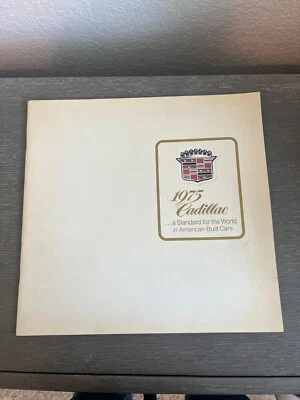 1975
Cadillac
...a Standard for the World
in American-Built Cars